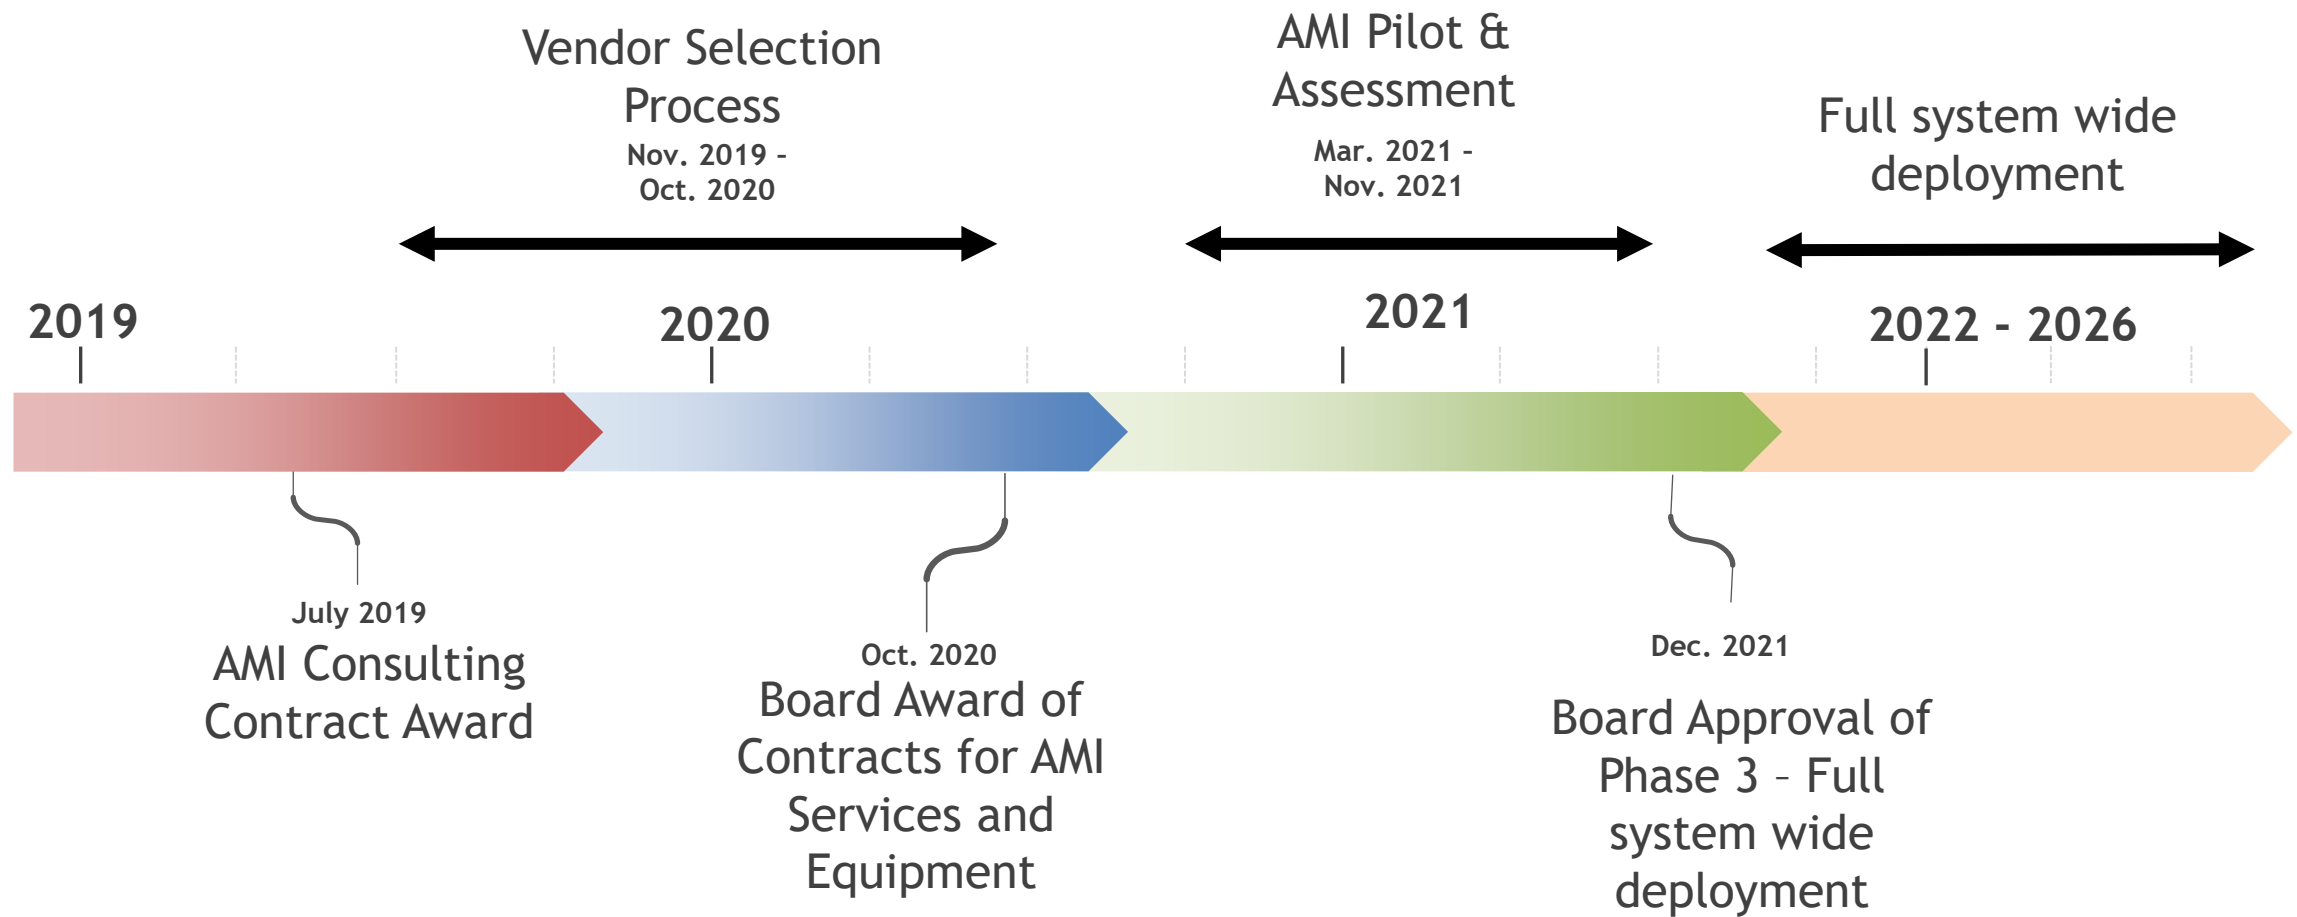 Vendor Selection
Process
Nov. 2019 –
Oct. 2020
AMI Pilot &
Assessment
Mar. 2021 –
Nov. 2021
Full system wide
deployment
2019
2020
2021
2022 - 2026
July 2019
AMI Consulting
Contract Award
Oct. 2020
Board Award of
Contracts for AMI
Services and
Equipment
Dec. 2021
Board Approval of
Phase 3 – Full
system wide
deployment